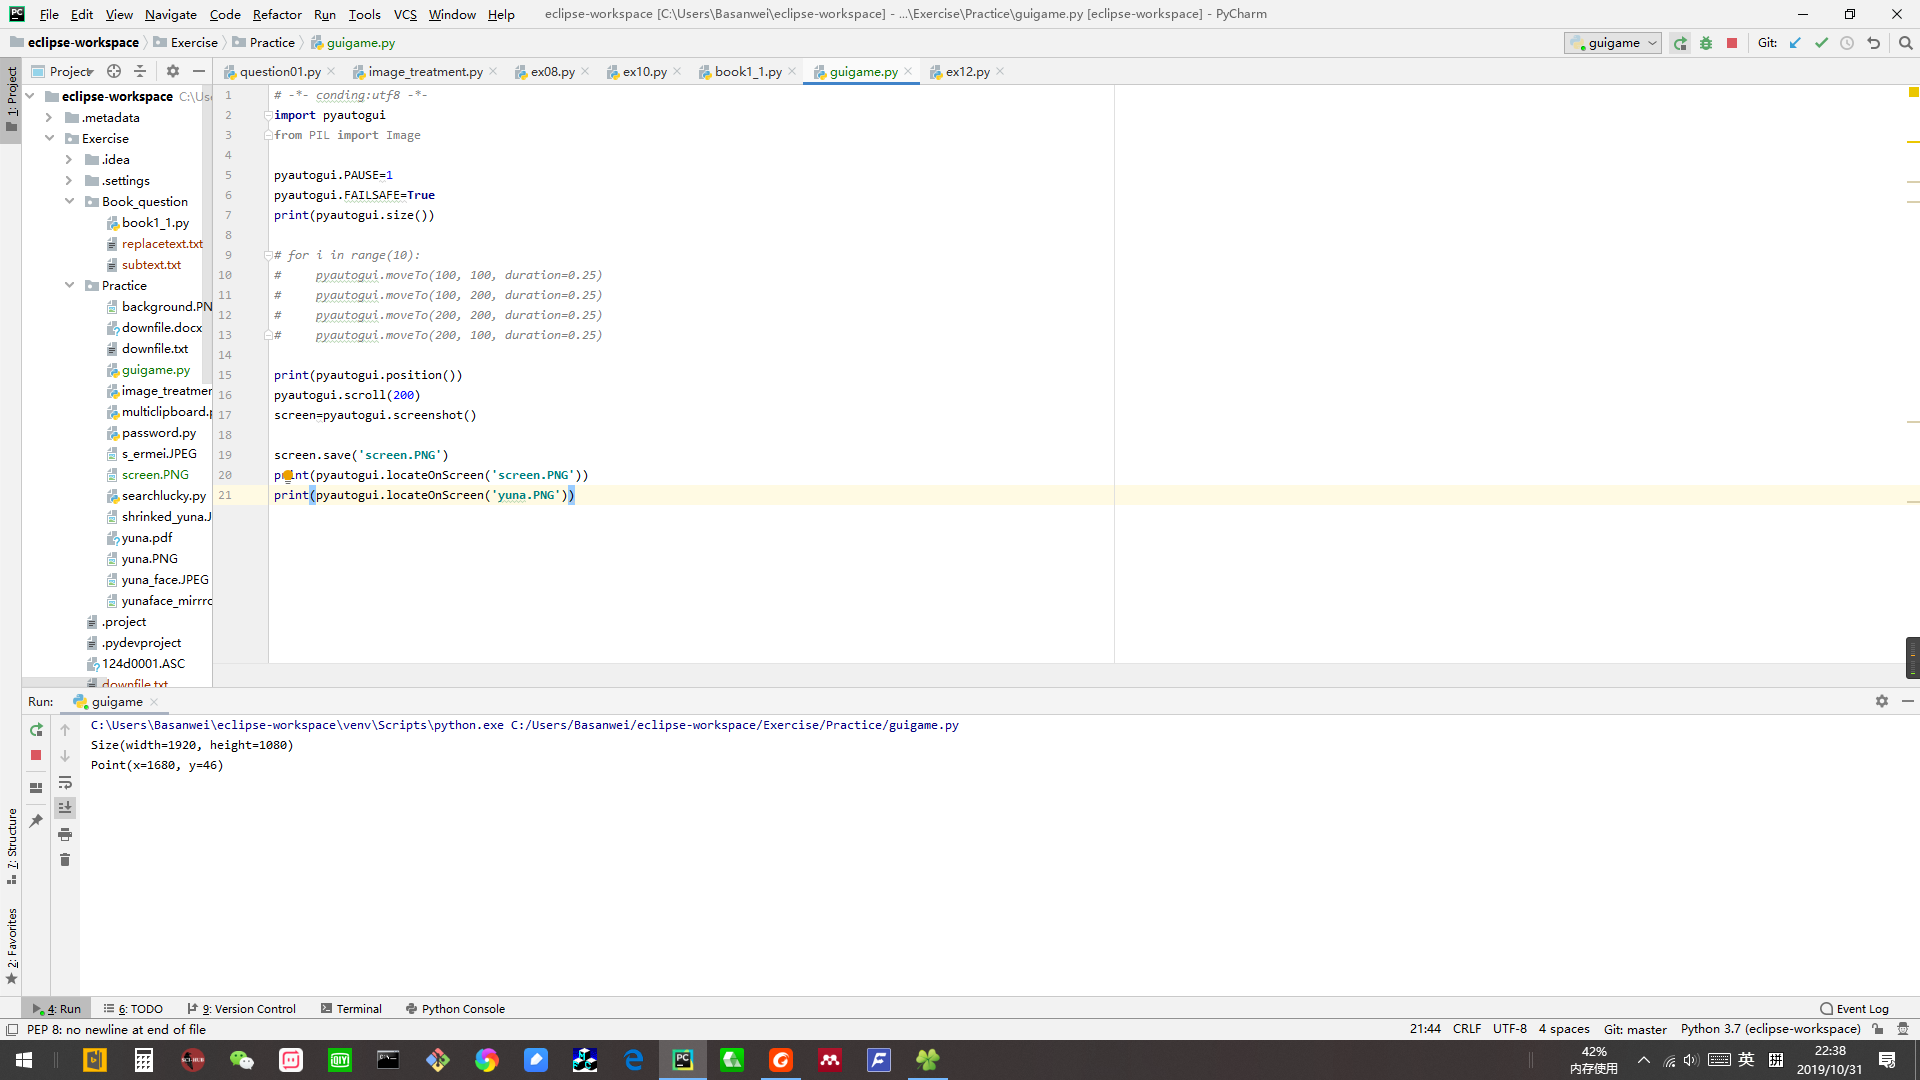 File Edit View Navigate Code Refactor Run Tools VCS Window Help eclipse-workspace [C:\Users\Basanwei\eclipse-workspace] - ...\Exercise\Practice\guigame.py [eclipse-workspace] - PyCharm
eclipse-workspace Exercise Practice guigame.py guigame Git:
1: Project
Project
question01.py image_treatment.py ex08.py ex10.py book1_1.py guigame.py ex12.py
eclipse-workspace C:\Us
.metadata
Exercise
.idea
.settings
Book_question
book1_1.py
replacetext.txt
subtext.txt
Practice
background.PN
downfile.docx
downfile.txt
guigame.py
image_treatmer
multiclipboard.p
password.py
s_ermei.JPEG
screen.PNG
searchlucky.py
shrinked_yuna.J
yuna.pdf
yuna.PNG
yuna_face.JPEG
yunaface_mirrro
.project
.pydevproject
124d0001.ASC
downfile.txt
1 # -*- conding:utf8 -*-
2 import pyautogui
3 from PIL import Image
4
5 pyautogui.PAUSE=1
6 pyautogui.FAILSAFE=True
7 print(pyautogui.size())
8
9 # for i in range(10):
10 #     pyautogui.moveTo(100, 100, duration=0.25)
11 #     pyautogui.moveTo(100, 200, duration=0.25)
12 #     pyautogui.moveTo(200, 200, duration=0.25)
13 #     pyautogui.moveTo(200, 100, duration=0.25)
14
15 print(pyautogui.position())
16 pyautogui.scroll(200)
17 screen=pyautogui.screenshot()
18
19 screen.save('screen.PNG')
20 print(pyautogui.locateOnScreen('screen.PNG'))
21 print(pyautogui.locateOnScreen('yuna.PNG'))
Run: guigame
C:\Users\Basanwei\eclipse-workspace\venv\Scripts\python.exe C:/Users/Basanwei/eclipse-workspace/Exercise/Practice/guigame.py
Size(width=1920, height=1080)
Point(x=1680, y=46)
7: Structure
2: Favorites
4: Run 6: TODO 9: Version Control Terminal Python Console Event Log
PEP 8: no newline at end of file 21:44 CRLF UTF-8 4 spaces Git: master Python 3.7 (eclipse-workspace)
42%
内存使用
英
22:38
2019/10/31